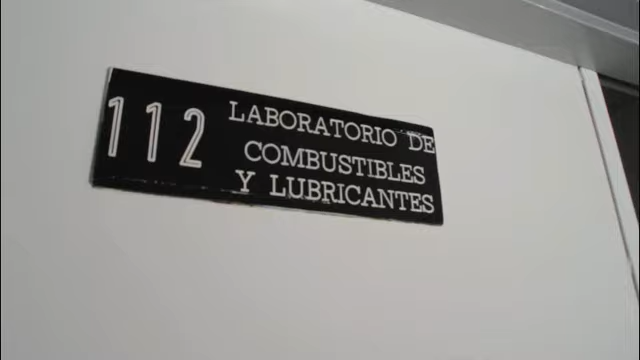 112
LABORATORIO DE
COMBUSTIBLES
Y LUBRICANTES